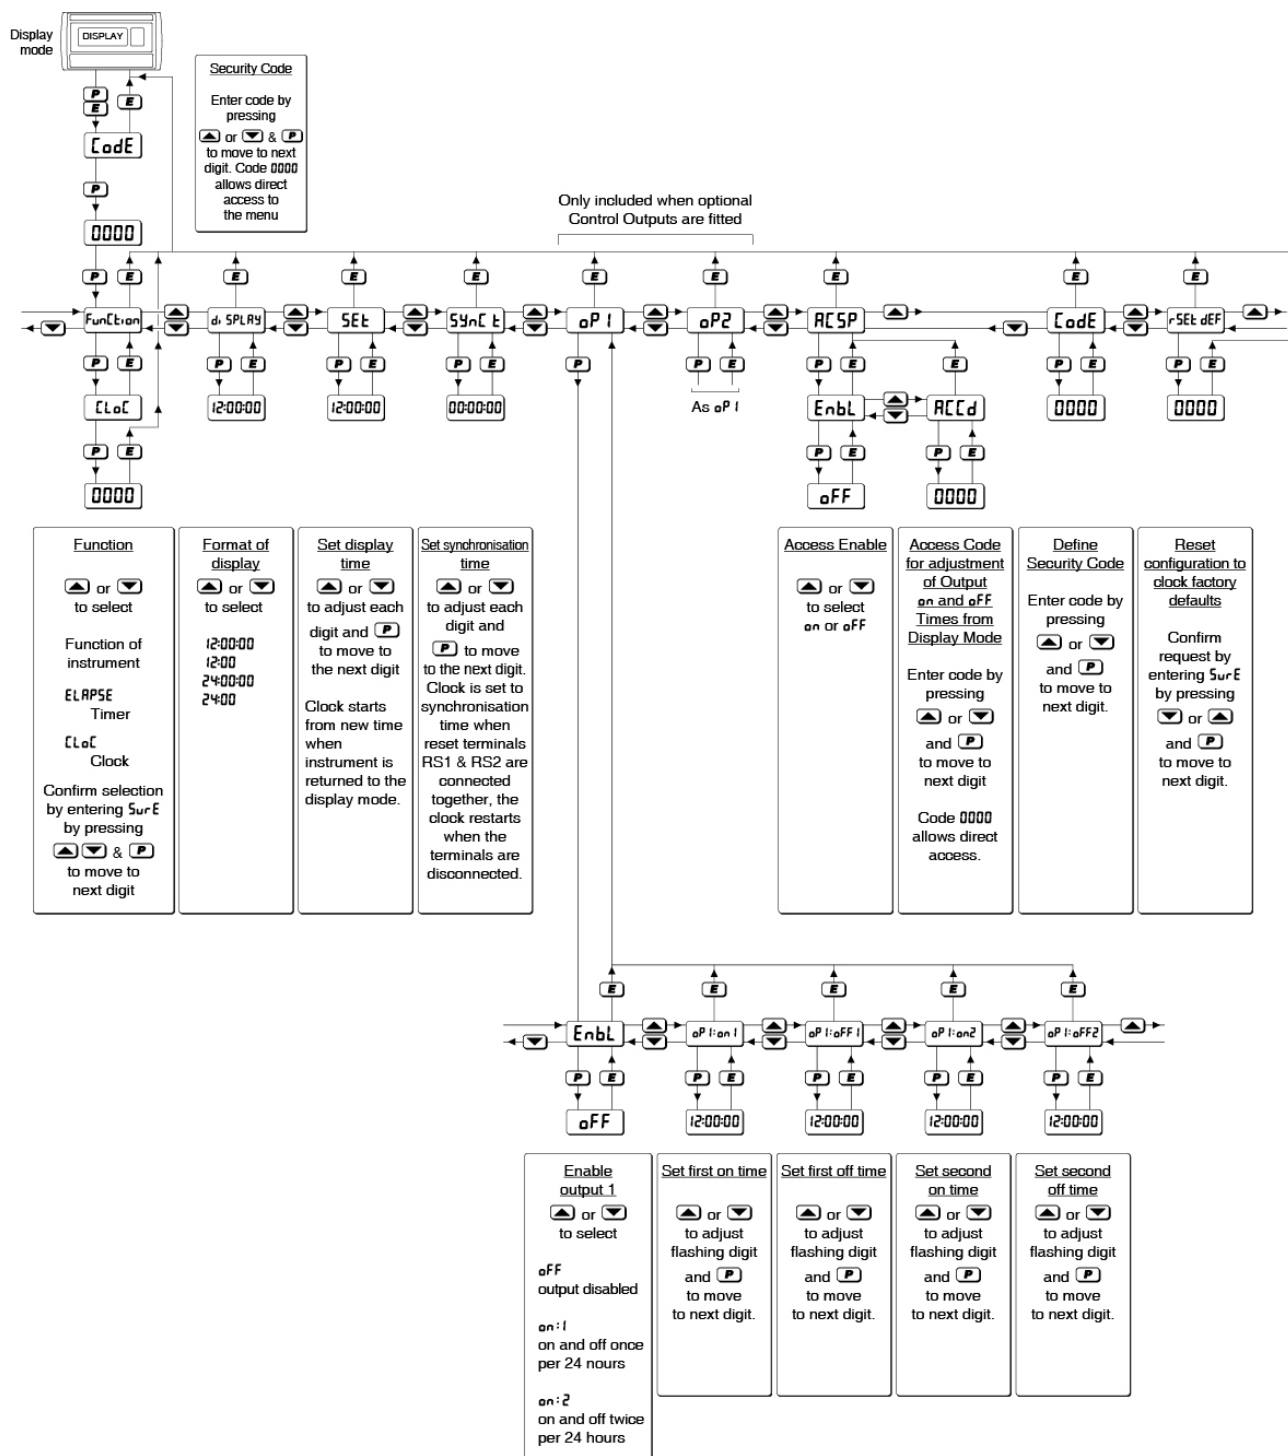 Display
mode
DISPLAY
P
E
E
CodE
P
0000
Security Code
Enter code by
pressing
or & P
to move to next
digit. Code 0000
allows direct
access to
the menu
Only included when optional
Control Outputs are fitted
P E E E E E E E E E
FunCtion di SPLAY SEt SYnC t oP1 oP2 ACSP CodE rSEt dEF
P E P E P E P E P P E P E E P E P E
CLoC 12:00:00 12:00:00 00:00:00 As oP1 EnbL ACCd 0000 0000
P E P E P E
0000 oFF 0000
Function
to select
or
Function of
instrument
ELAPSE
Timer
CLoC
Clock
Confirm selection
by entering SurE
by pressing
& P
to move to
next digit
Format of
display
or
to select
12:00:00
12:00
24:00:00
24:00
Set display
time
or
to adjust each
digit and P
to move to
the next digit
Clock starts
from new time
when
instrument is
returned to the
display mode.
Set synchronisation
time
or
to adjust each
digit and
P to move
to the next digit.
Clock is set to
synchronisation
time when
reset terminals
RS1 & RS2 are
connected
together, the
clock restarts
when the
terminals are
disconnected.
Access Enable
or
to select
on or oFF
Access Code
for adjustment
of Output
on and oFF
Times from
Display Mode
Enter code by
pressing
or
and P
to move to
next digit
Code 0000
allows direct
access.
Define
Security Code
Enter code by
pressing
or
and P
to move to
next digit.
Reset
configuration to
clock factory
defaults
Confirm
request by
entering SurE
by pressing
or
and P
to move to
next digit.
E E E E E
EnbL oP1:on1 oP1:oFF1 oP1:on2 oP1:oFF2
P E P E P E P E P E
oFF 12:00:00 12:00:00 12:00:00 12:00:00
Enable
output 1
or
to select
oFF
output disabled
on:1
on and off once
per 24 hours
on:2
on and off twice
per 24 hours
Set first on time
or
to adjust
flashing digit
and P
to move
to next digit.
Set first off time
or
to adjust
flashing digit
and P
to move
to next digit.
Set second
on time
or
to adjust
flashing digit
and P
to move
to next digit.
Set second
off time
or
to adjust
flashing digit
and P
to move
to next digit.